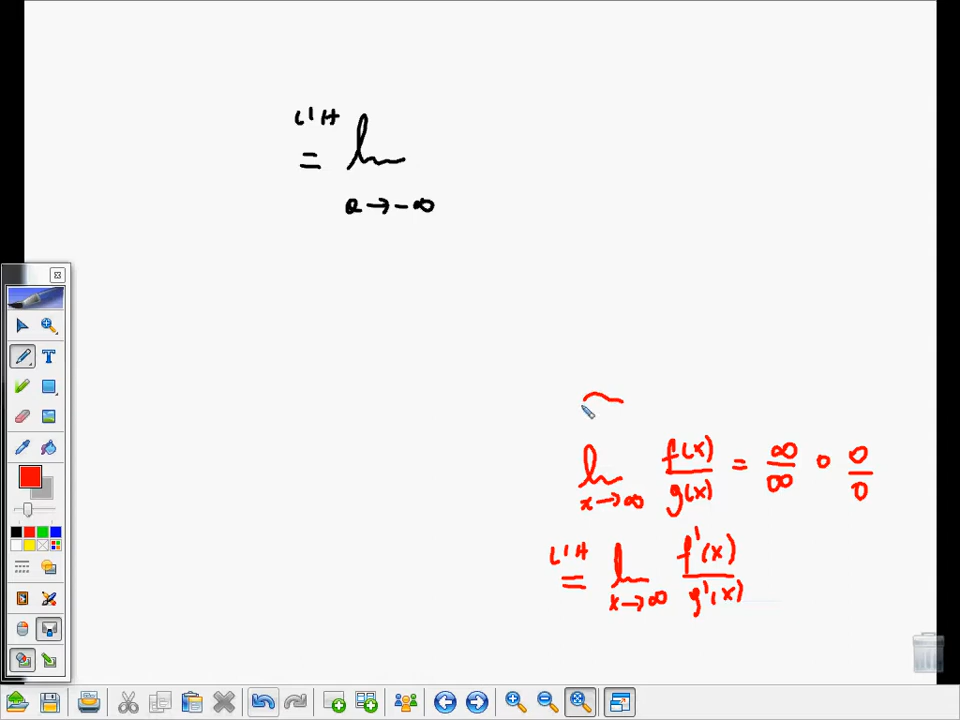 L'H
= lim
a→-∞
lim f(x)/g(x) = ∞/∞ o 0/0
x→∞
L'H
= lim f'(x)/g'(x)
x→∞